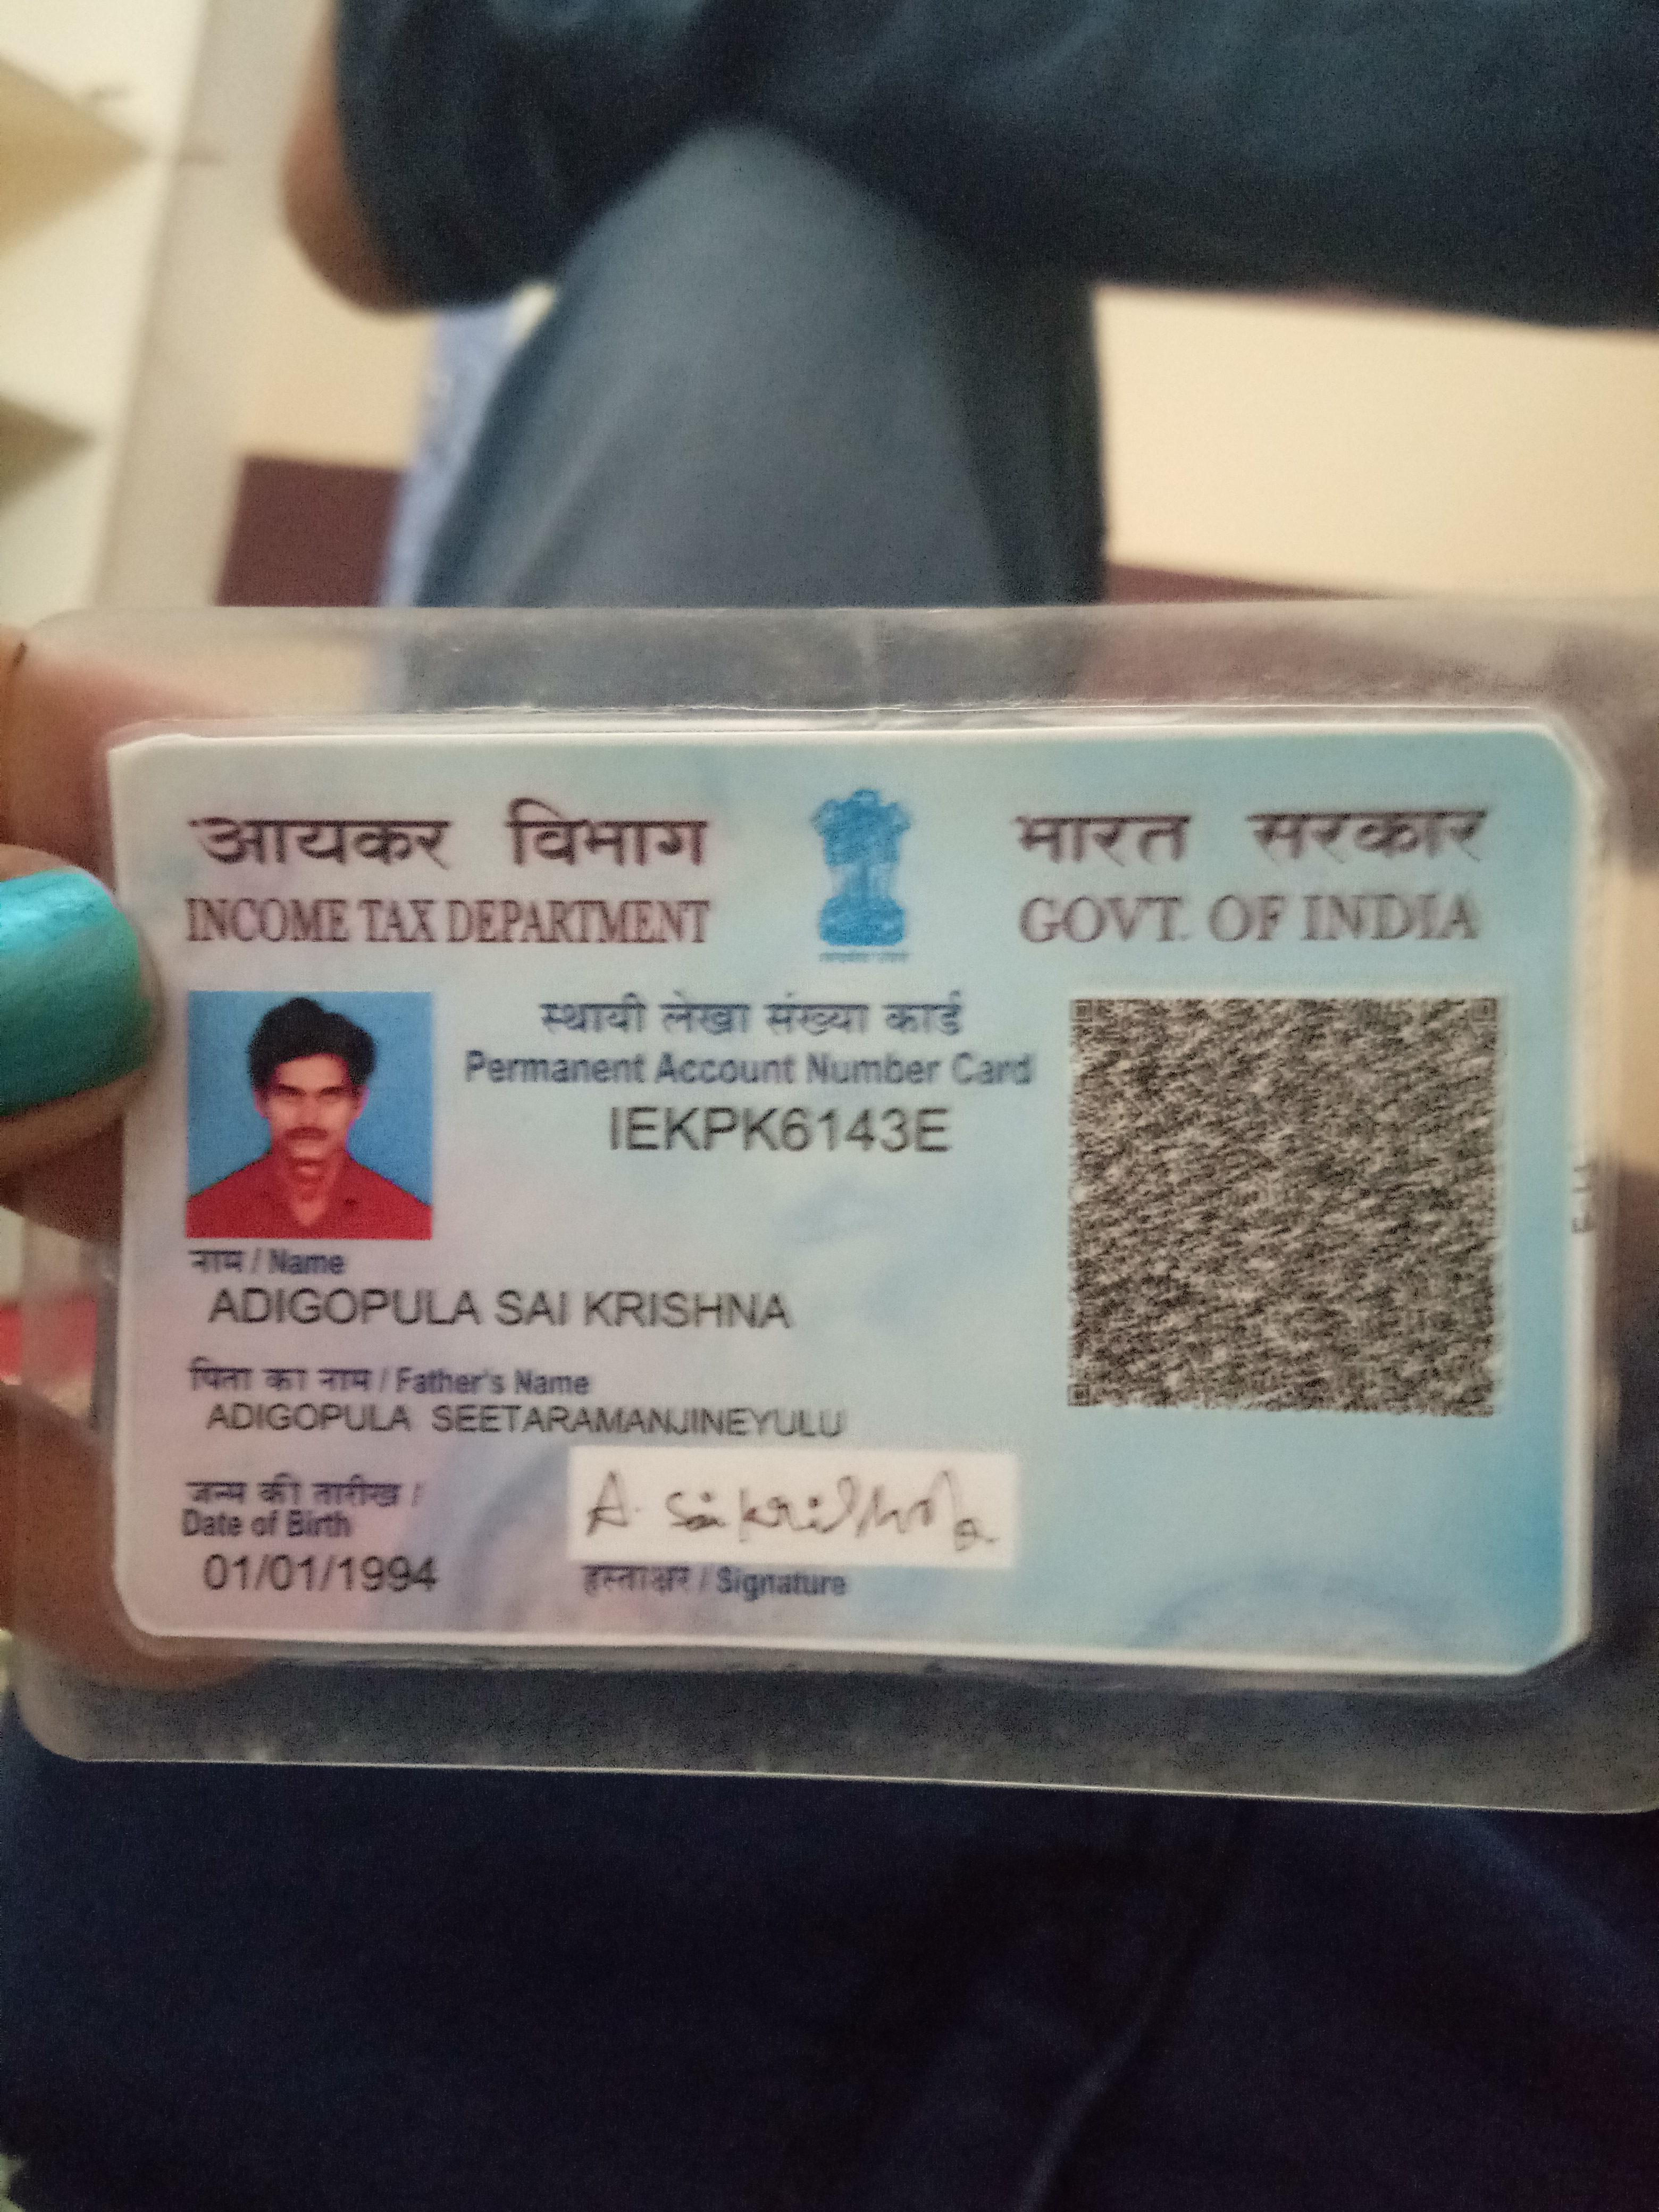 आयकर विभाग
INCOME TAX DEPARTMENT
भारत सरकार
GOVT. OF INDIA
स्थायी लेखा संख्या कार्ड
Permanent Account Number Card
IEKPK6143E
नाम / Name
ADIGOPULA SAI KRISHNA
पिता का नाम / Father's Name
ADIGOPULA SEETARAMANJINEYULU
जन्म की तारीख /
Date of Birth
01/01/1994
A. Saikrishna
हस्ताक्षर / Signature